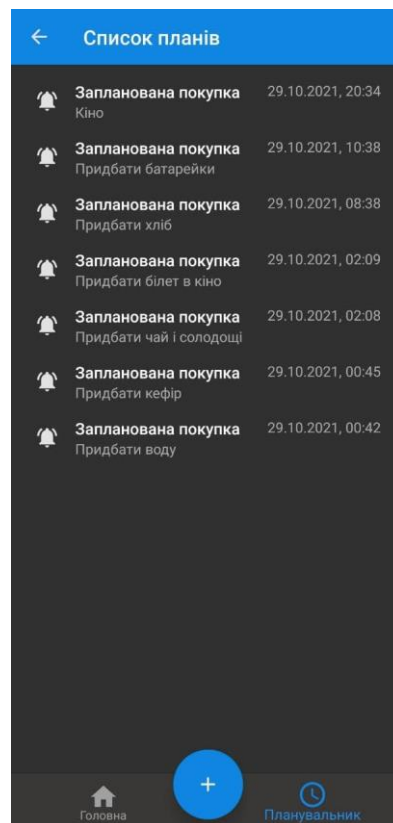 Список планів
Запланована покупка 29.10.2021, 20:34
Кіно
Запланована покупка 29.10.2021, 10:38
Придбати батарейки
Запланована покупка 29.10.2021, 08:38
Придбати хліб
Запланована покупка 29.10.2021, 02:09
Придбати білет в кіно
Запланована покупка 29.10.2021, 02:08
Придбати чай і солодощі
Запланована покупка 29.10.2021, 00:45
Придбати кефір
Запланована покупка 29.10.2021, 00:42
Придбати воду
Головна Планувальник